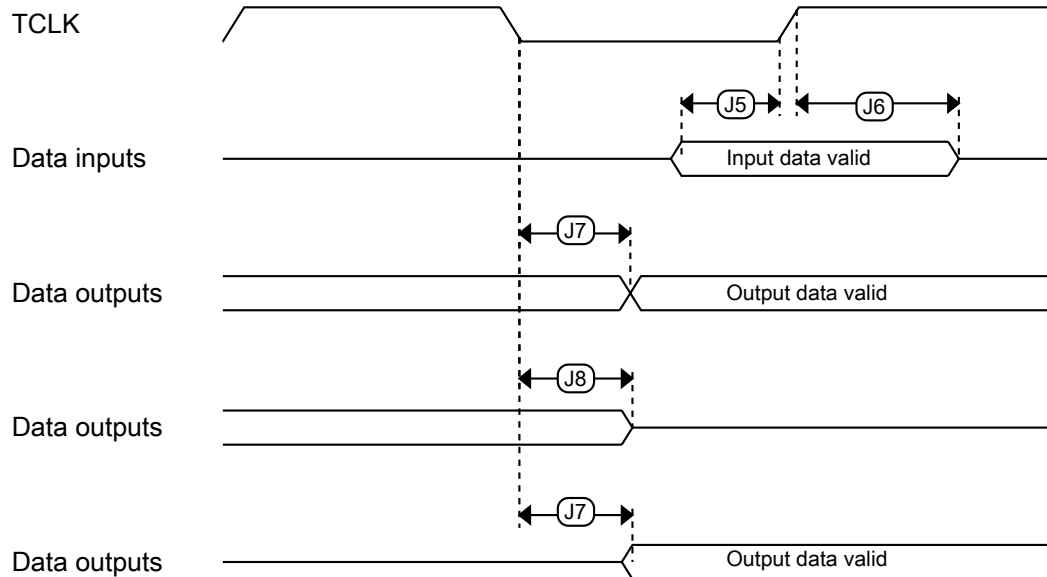 TCLK
J5
J6
Data inputs
Input data valid
J7
Data outputs
Output data valid
J8
Data outputs
J7
Data outputs
Output data valid